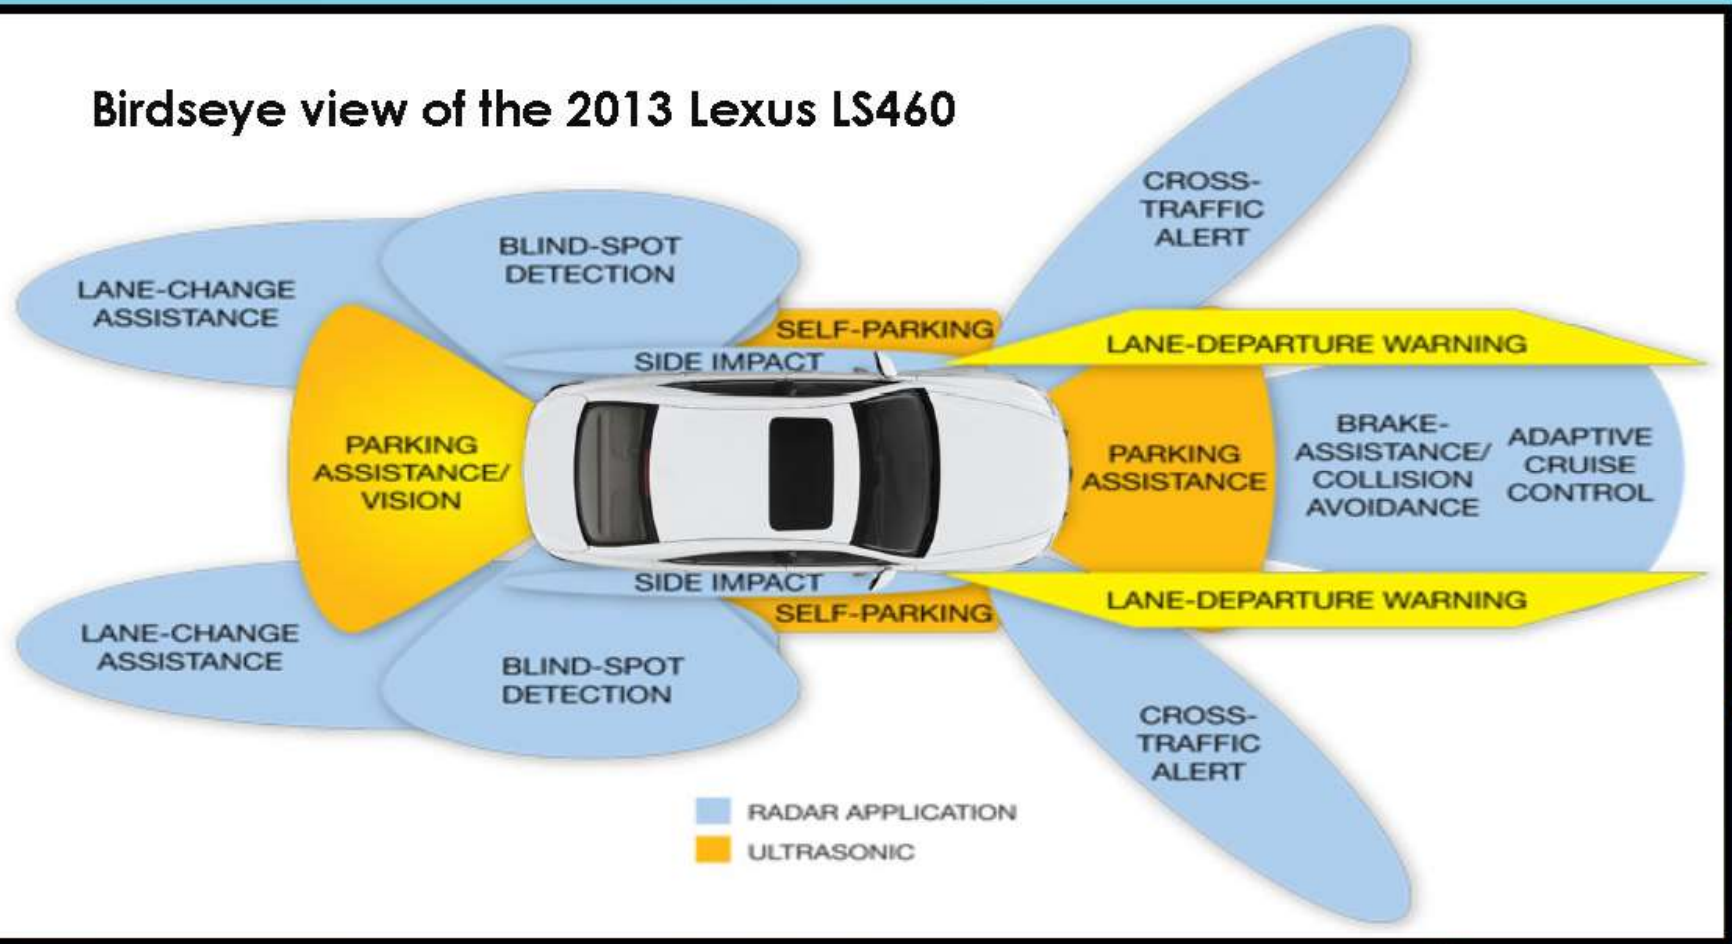 Birdseye view of the 2013 Lexus LS460
CROSS-
TRAFFIC
ALERT
BLIND-SPOT
DETECTION
LANE-CHANGE
ASSISTANCE
SELF-PARKING
SIDE IMPACT
LANE-DEPARTURE WARNING
PARKING
ASSISTANCE/
VISION
PARKING
ASSISTANCE
BRAKE-
ASSISTANCE/
COLLISION
AVOIDANCE
ADAPTIVE
CRUISE
CONTROL
SIDE IMPACT
SELF-PARKING
LANE-DEPARTURE WARNING
LANE-CHANGE
ASSISTANCE
BLIND-SPOT
DETECTION
CROSS-
TRAFFIC
ALERT
RADAR APPLICATION
ULTRASONIC